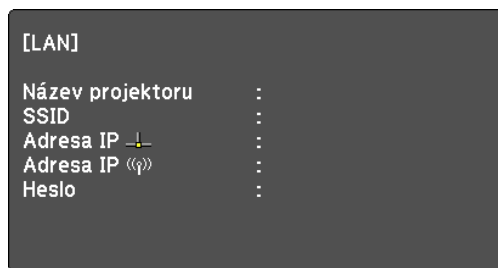 [LAN]
Název projektoru :
SSID :
Adresa IP :
Adresa IP :
Heslo :